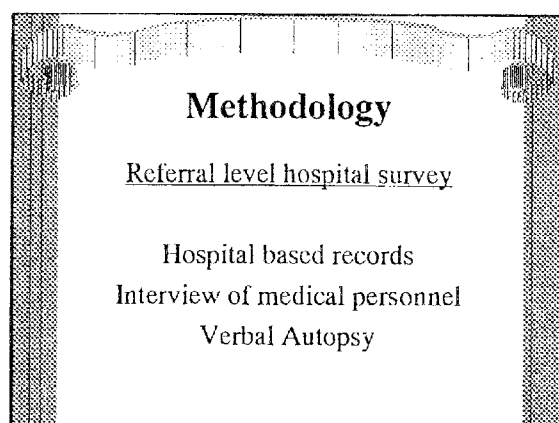 Methodology
Referral level hospital survey
Hospital based records
Interview of medical personnel
Verbal Autopsy